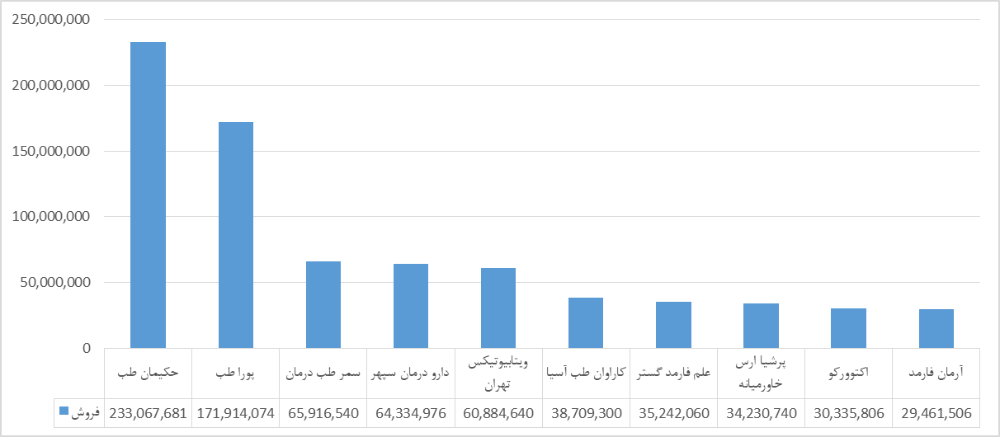 250,000,000
200,000,000
150,000,000
100,000,000
50,000,000
0
حکیمان طب
پورا طب
سمر طب درمان
دارو درمان سپهر
ویتابیوتیکس
تهران
کاراوان طب آسیا
علم فارمد گستر
پرشیا ارس
خاورمیانه
اکتوورکو
آرمان فارمد
فروش 233,067,681 171,914,074 65,916,540 64,334,976 60,884,640 38,709,300 35,242,060 34,230,740 30,335,806 29,461,506